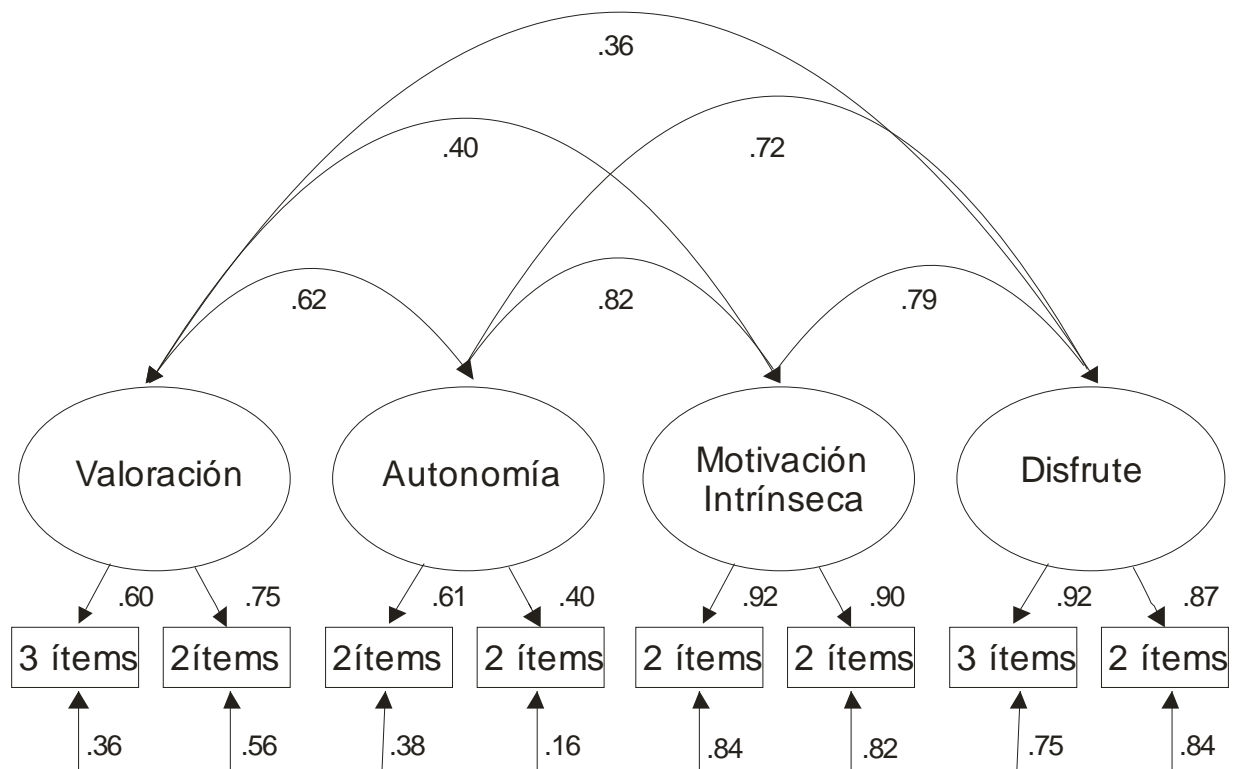 .36
.40
.72
.62
.82
.79
Valoración
Autonomía
Motivación
Intrínseca
Disfrute
.60
.75
.61
.40
.92
.90
.92
.87
3 ítems
2ítems
2ítems
2 ítems
2 ítems
2 ítems
3 ítems
2 ítems
.36
.56
.38
.16
.84
.82
.75
.84